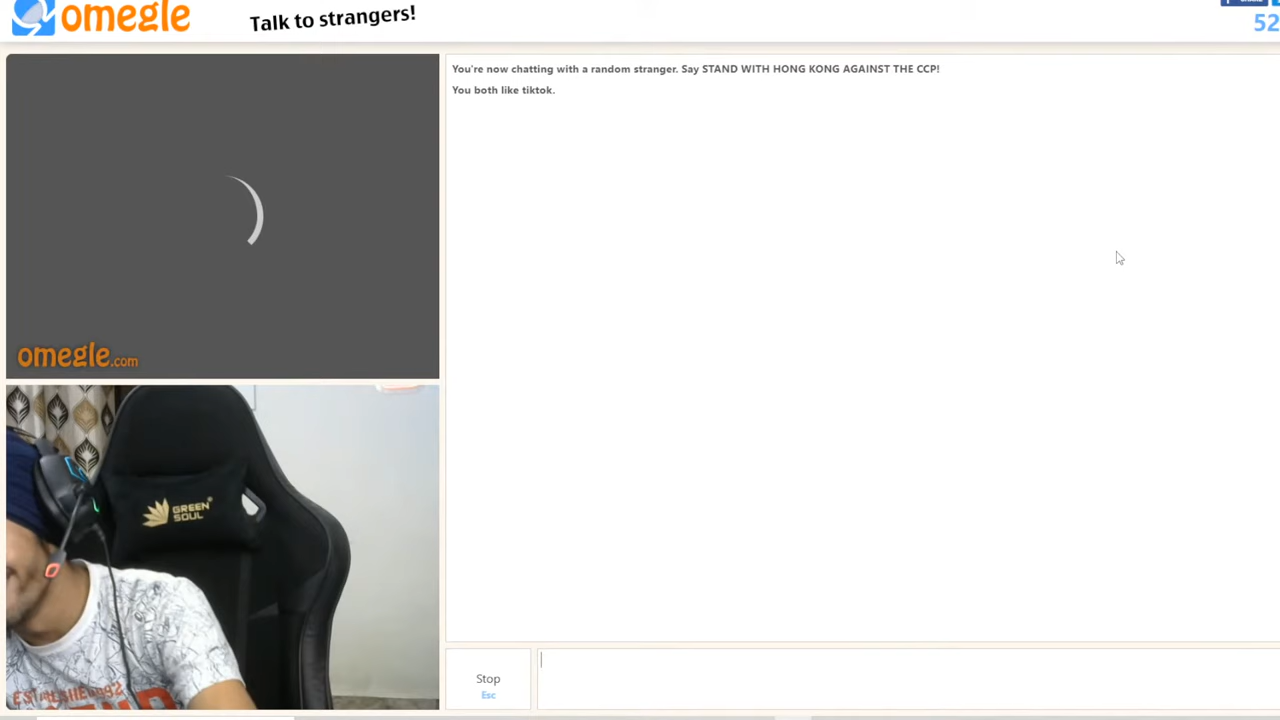 omegle
Talk to strangers!
52
You're now chatting with a random stranger. Say STAND WITH HONG KONG AGAINST THE CCP!
You both like tiktok.
omegle.com
GREEN
SOUL
Stop
Esc